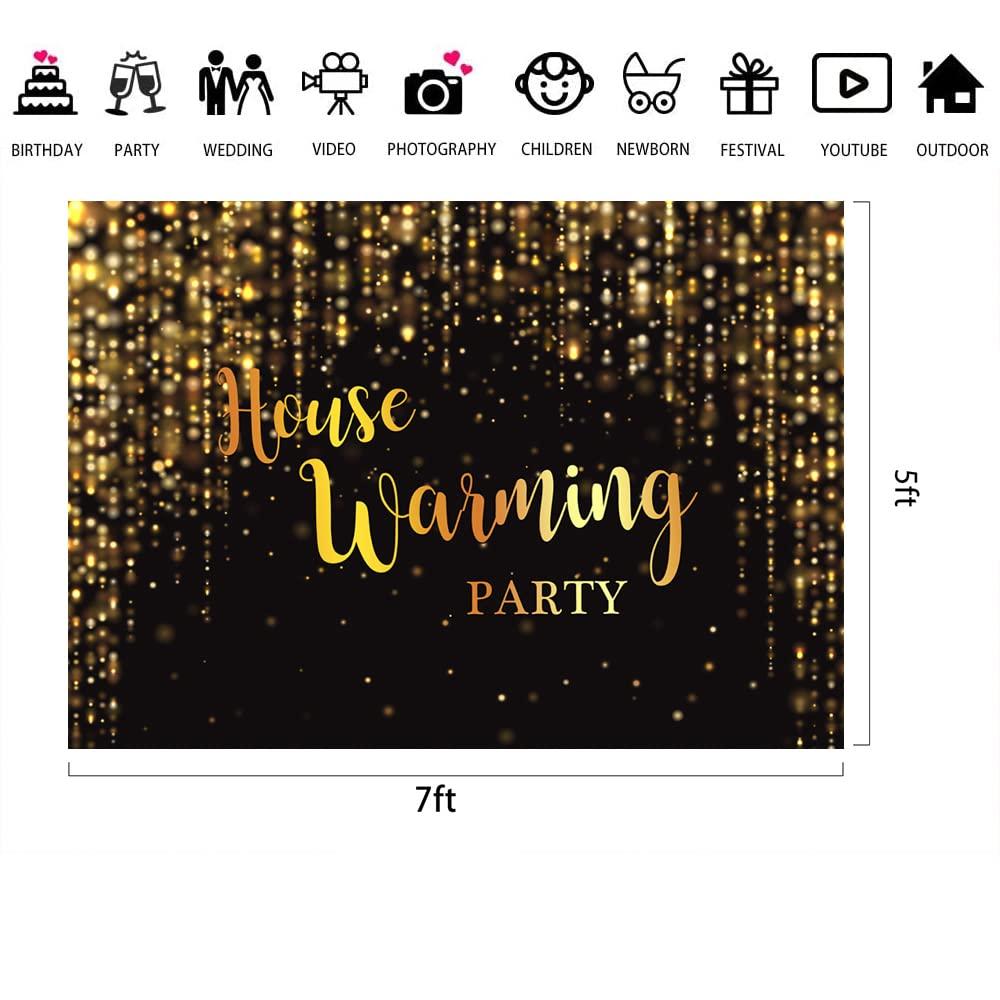 BIRTHDAY PARTY WEDDING VIDEO PHOTOGRAPHY CHILDREN NEWBORN FESTIVAL YOUTUBE OUTDOOR
House
Warming
PARTY
5ft
7ft